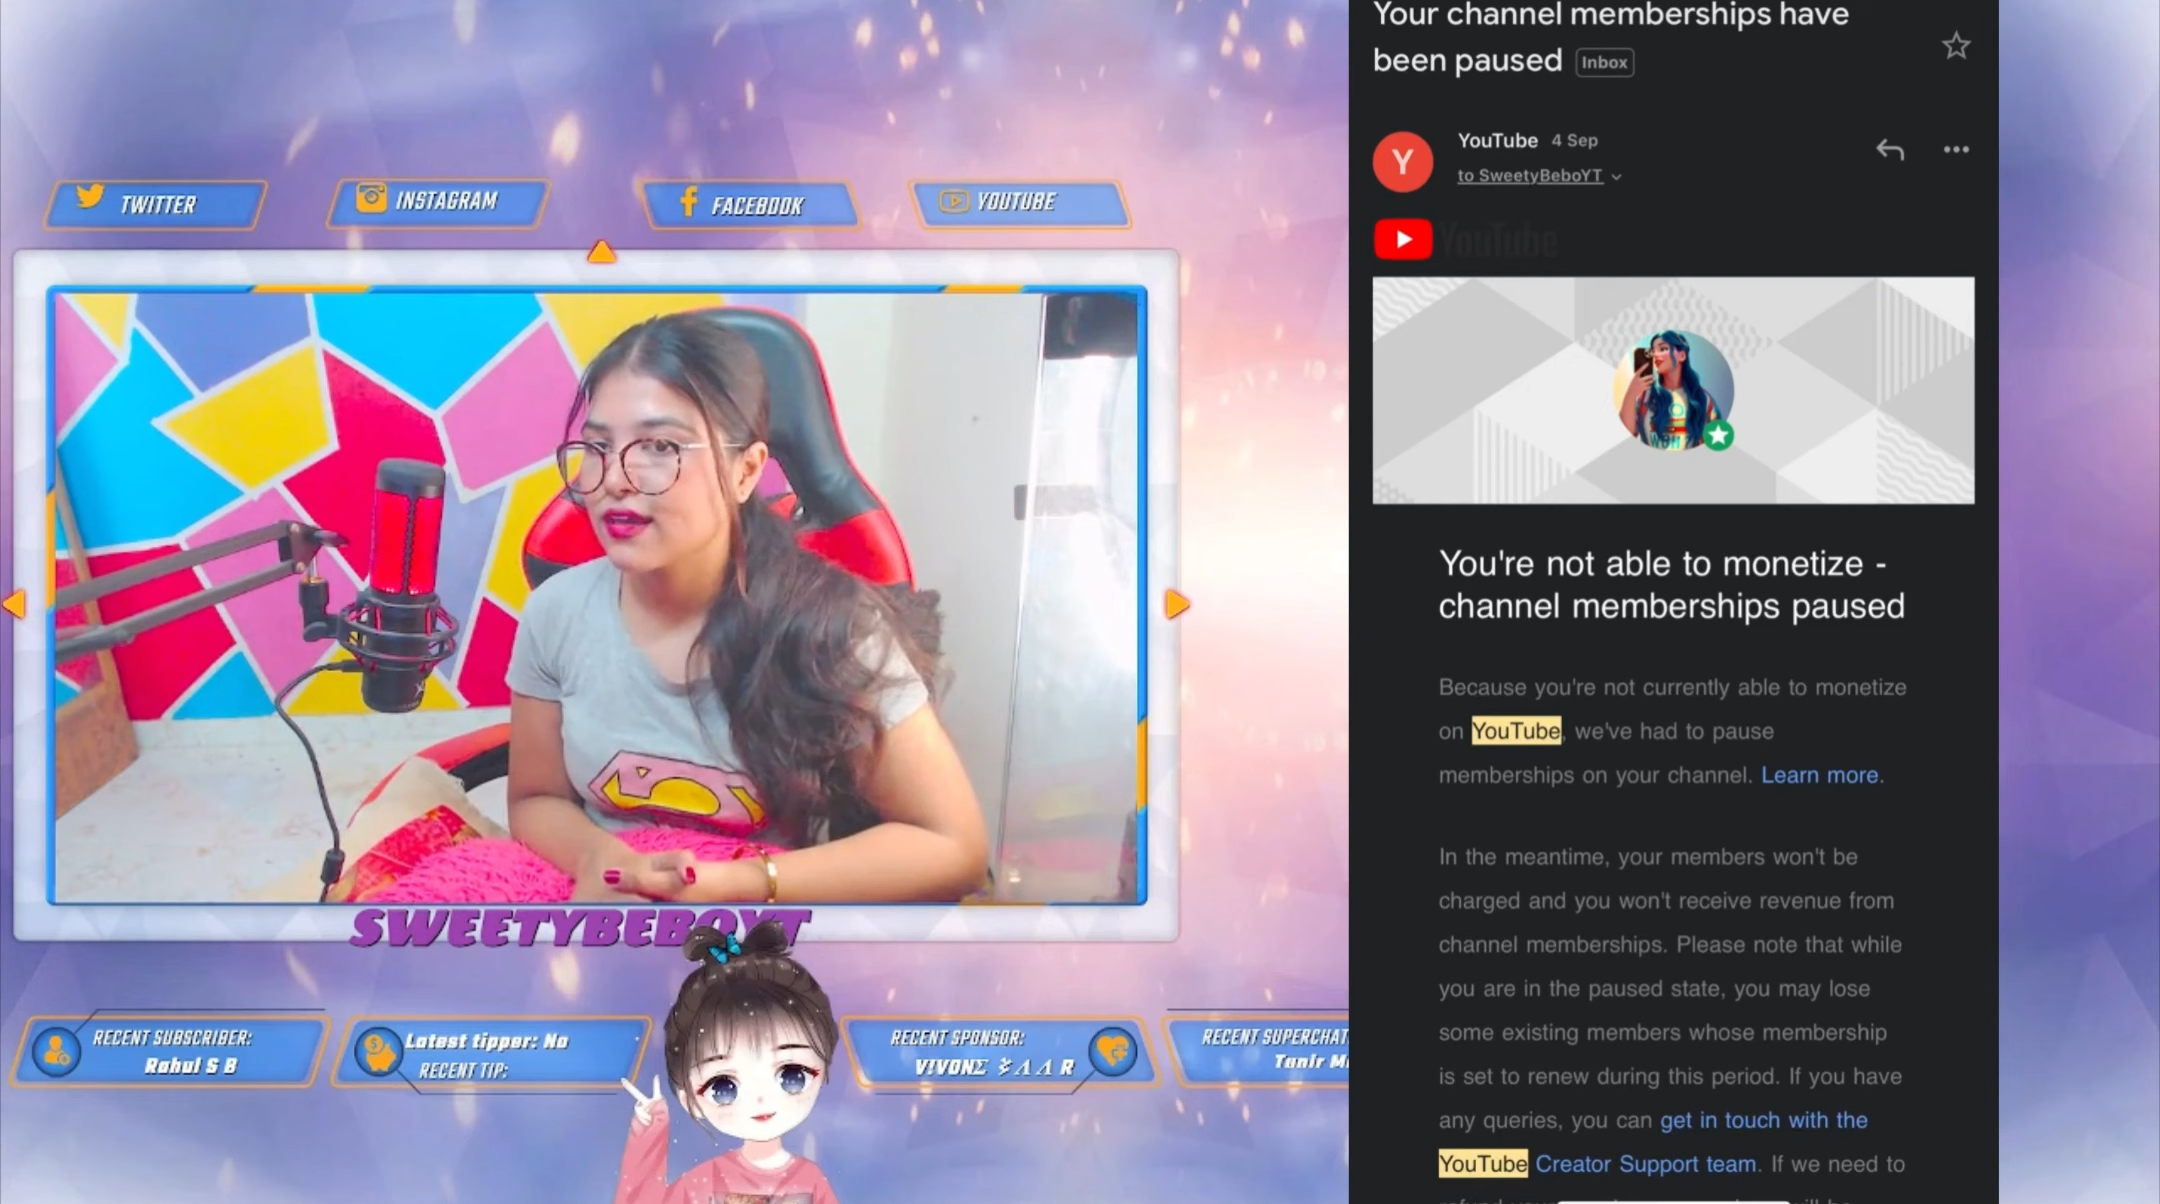 TWITTER
INSTAGRAM
FACEBOOK
YOUTUBE
SWEETYBEBOYT
RECENT SUBSCRIBER:
Rahul S B
Latest tipper: No
RECENT TIP:
RECENT SPONSOR:
RECENT SUPERCHAT
Tanir M
Your channel memberships have
been paused Inbox
YouTube 4 Sep
Y
to SweetyBeboYT
YouTube
You're not able to monetize -
channel memberships paused
Because you're not currently able to monetize
on YouTube, we've had to pause
memberships on your channel. Learn more.
In the meantime, your members won't be
charged and you won't receive revenue from
channel memberships. Please note that while
you are in the paused state, you may lose
some existing members whose membership
is set to renew during this period. If you have
any queries, you can get in touch with the
YouTube Creator Support team. If we need to